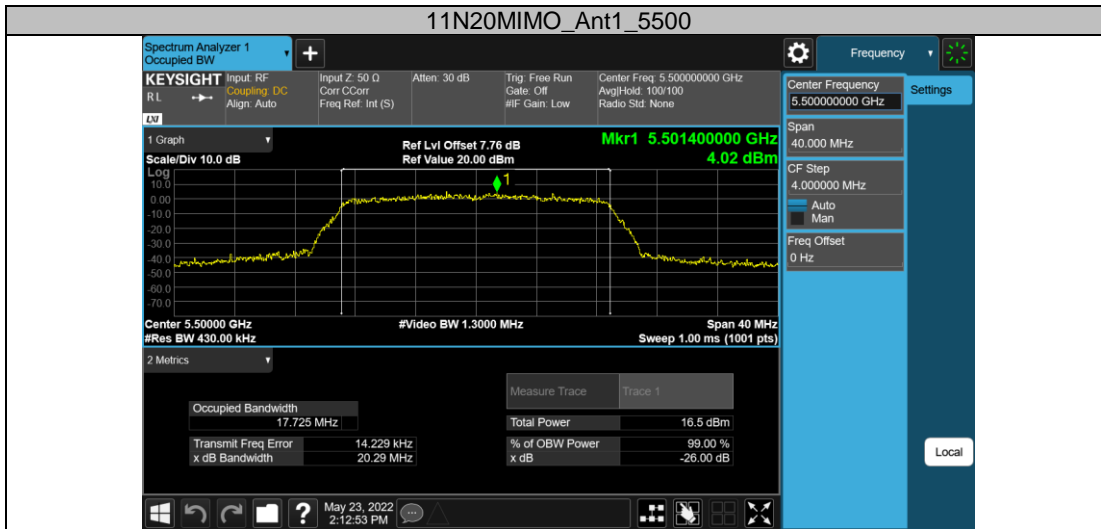 11N20MIMO_Ant1_5500
Spectrum Analyzer 1
Occupied BW
Frequency
KEYSIGHT
RL
LXI
Input: RF
Coupling: DC
Align: Auto
Input Z: 50 Ω
Corr CCorr
Freq Ref: Int (S)
Atten: 30 dB
Trig: Free Run
Gate: Off
#IF Gain: Low
Center Freq: 5.500000000 GHz
Avg|Hold: 100/100
Radio Std: None
Center Frequency
5.500000000 GHz
Settings
Span
40.000 MHz
CF Step
4.000000 MHz
Auto
Man
Freq Offset
0 Hz
1 Graph
Scale/Div 10.0 dB
Ref Lvl Offset 7.76 dB
Ref Value 20.00 dBm
Mkr1 5.501400000 GHz
4.02 dBm
Log
10.0
0.00
-10.0
-20.0
-30.0
-40.0
-50.0
-60.0
-70.0
1
Center 5.50000 GHz
#Video BW 1.3000 MHz
Span 40 MHz
#Res BW 430.00 kHz
Sweep 1.00 ms (1001 pts)
2 Metrics
Measure Trace
Trace 1
Occupied Bandwidth
17.725 MHz
Total Power
16.5 dBm
Transmit Freq Error
14.229 kHz
% of OBW Power
99.00 %
x dB Bandwidth
20.29 MHz
x dB
-26.00 dB
Local
?
May 23, 2022
2:12:53 PM